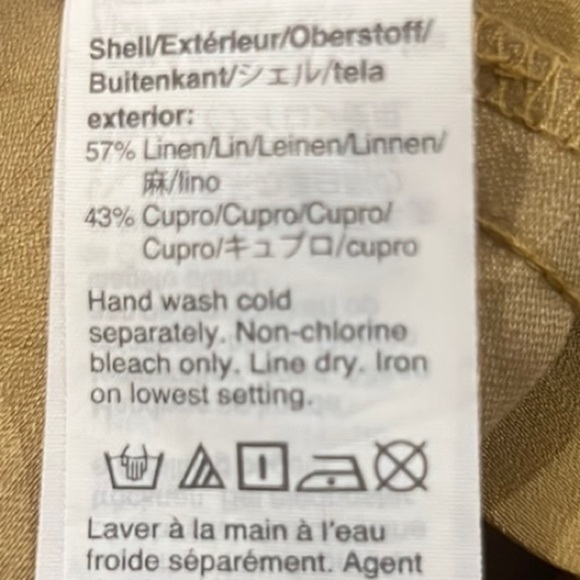 Shell/Extérieur/Oberstoff/
Buitenkant/シェル/tela
exterior:
57% Linen/Lin/Leinen/Linnen/
麻/lino
43% Cupro/Cupro/Cupro/
Cupro/キュプロ/cupro
Hand wash cold
separately. Non-chlorine
bleach only. Line dry. Iron
on lowest setting.
Laver à la main à l'eau
froide séparément. Agent